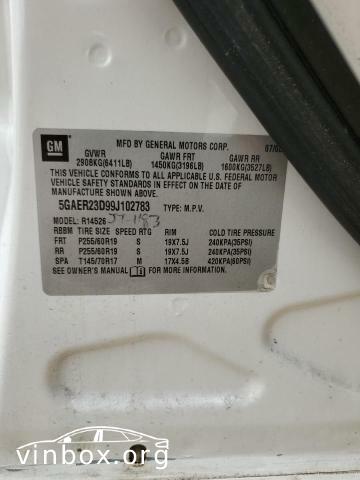 GM
MFD BY GENERAL MOTORS CORP. 07/0
GVWR GAWR FRT GAWR RR
2908KG(6411LB) 1450KG(3196LB) 1600KG(3527LB)
THIS VEHICLE CONFORMS TO ALL APPLICABLE U.S. FEDERAL MOTOR
VEHICLE SAFETY STANDARDS IN EFFECT ON THE DATE OF
MANUFACTURE SHOWN ABOVE.
5GAER23D99J102783 TYPE: M.P.V.
MODEL: R14526
RBBM TIRE SIZE SPEED RTG RIM COLD TIRE PRESSURE
FRT P255/60R19 S 19X7.5J 240KPA(35PSI)
RR P255/60R19 S 19X7.5J 240KPA(35PSI)
SPA T145/70R17 M 17X4.5B 420KPA(60PSI)
SEE OWNER'S MANUAL FOR ADDITIONAL INFORMATION.
vinbox.org